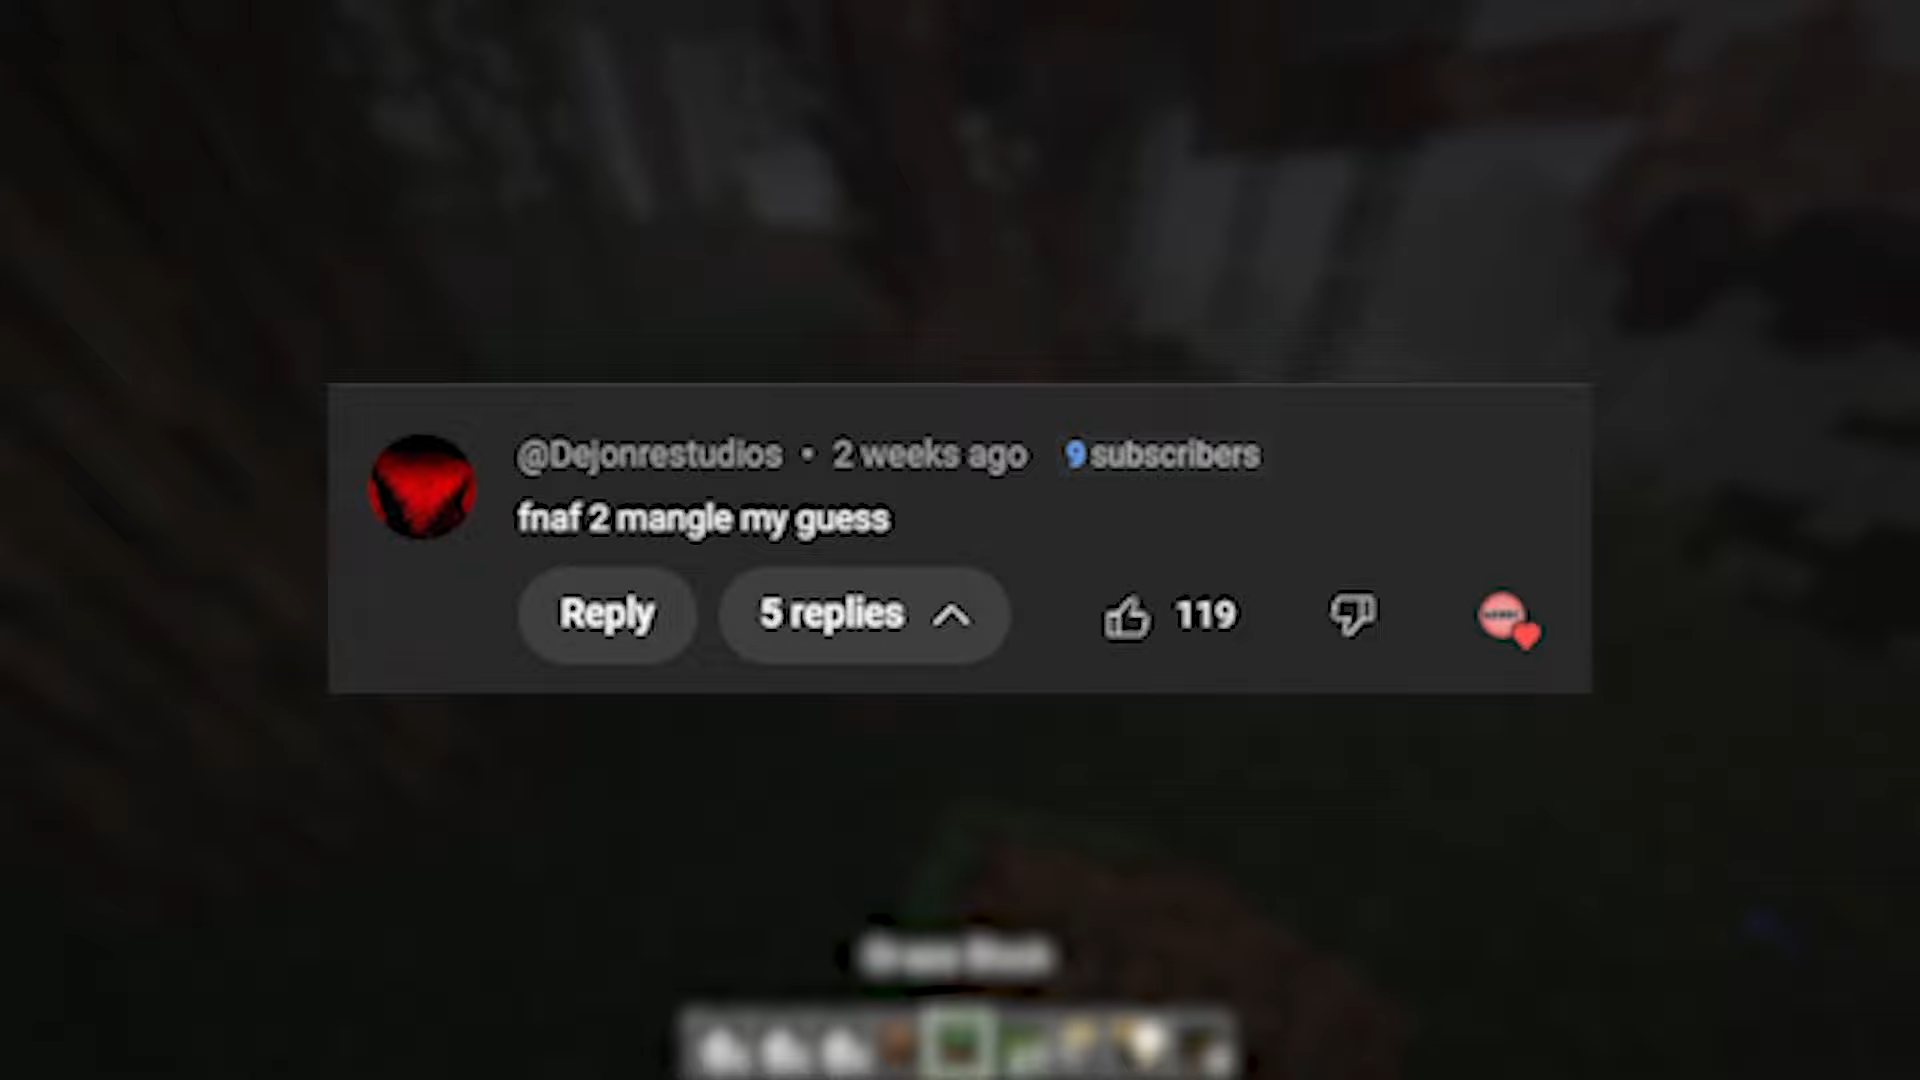 @Dejonrestudios • 2 weeks ago 9 subscribers
fnaf 2 mangle my guess
Reply 5 replies 119